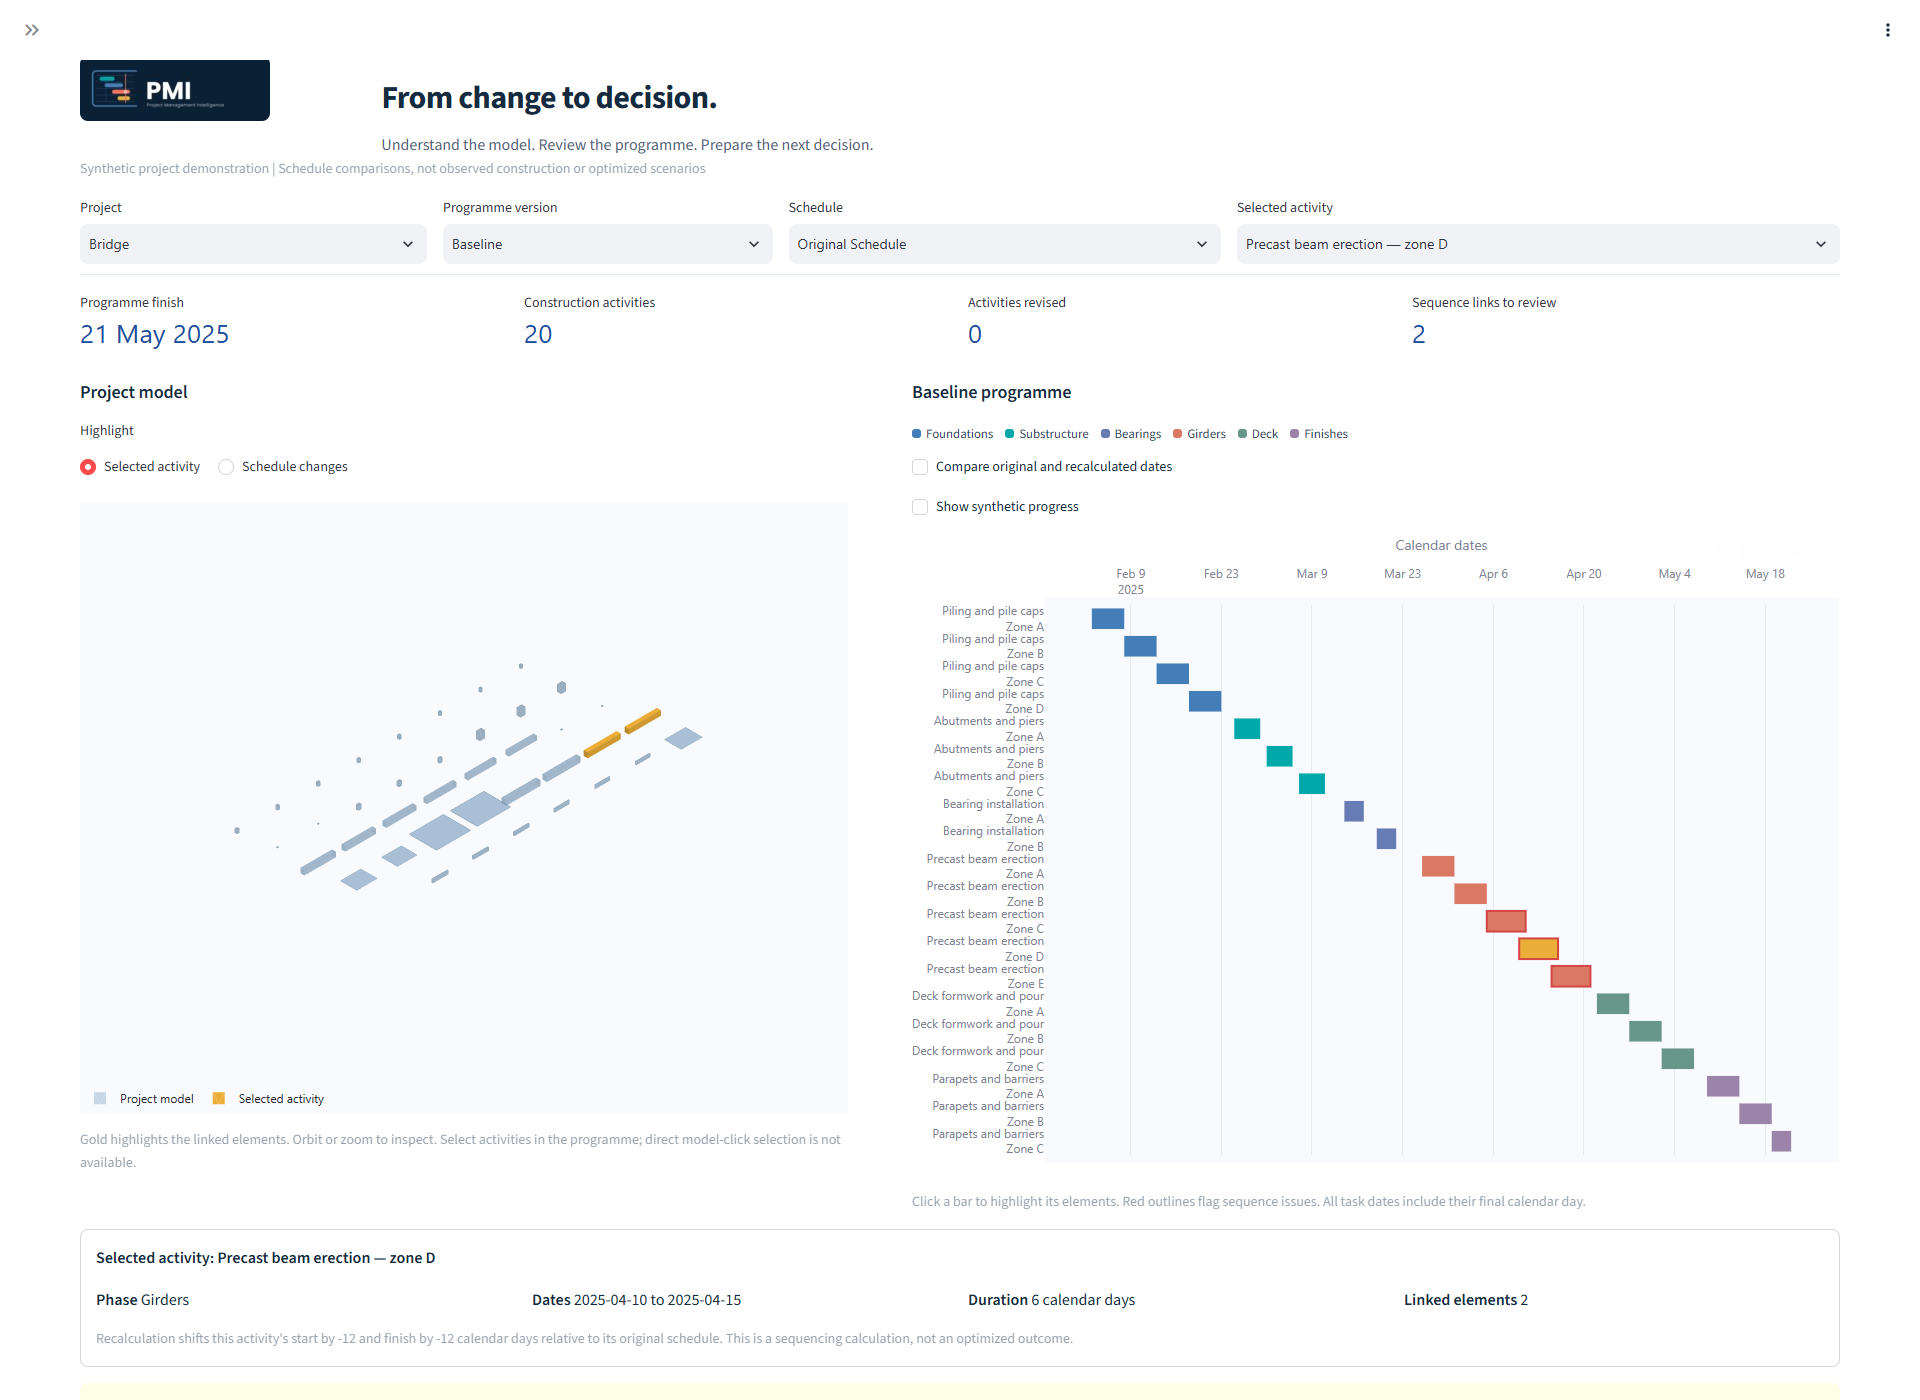 PMI
Project Management Intelligence
From change to decision.
Understand the model. Review the programme. Prepare the next decision.
Synthetic project demonstration | Schedule comparisons, not observed construction or optimized scenarios
Project
Programme version
Schedule
Selected activity
Bridge
Baseline
Original Schedule
Precast beam erection — zone D
Programme finish
Construction activities
Activities revised
Sequence links to review
21 May 2025
20
0
2
Project model
Highlight
Selected activity
Schedule changes
Project model
Selected activity
Gold highlights the linked elements. Orbit or zoom to inspect. Select activities in the programme; direct model-click selection is not
available.
Baseline programme
Foundations
Substructure
Bearings
Girders
Deck
Finishes
Compare original and recalculated dates
Show synthetic progress
Calendar dates
Feb 9
2025
Feb 23
Mar 9
Mar 23
Apr 6
Apr 20
May 4
May 18
Piling and pile caps
Zone A
Piling and pile caps
Zone B
Piling and pile caps
Zone C
Piling and pile caps
Zone D
Abutments and piers
Zone A
Abutments and piers
Zone B
Abutments and piers
Zone C
Bearing installation
Zone A
Bearing installation
Zone B
Precast beam erection
Zone A
Precast beam erection
Zone B
Precast beam erection
Zone C
Precast beam erection
Zone D
Precast beam erection
Zone E
Deck formwork and pour
Zone A
Deck formwork and pour
Zone B
Deck formwork and pour
Zone C
Parapets and barriers
Zone A
Parapets and barriers
Zone B
Parapets and barriers
Zone C
Click a bar to highlight its elements. Red outlines flag sequence issues. All task dates include their final calendar day.
Selected activity: Precast beam erection — zone D
Phase Girders
Dates 2025-04-10 to 2025-04-15
Duration 6 calendar days
Linked elements 2
Recalculation shifts this activity's start by -12 and finish by -12 calendar days relative to its original schedule. This is a sequencing calculation, not an optimized outcome.